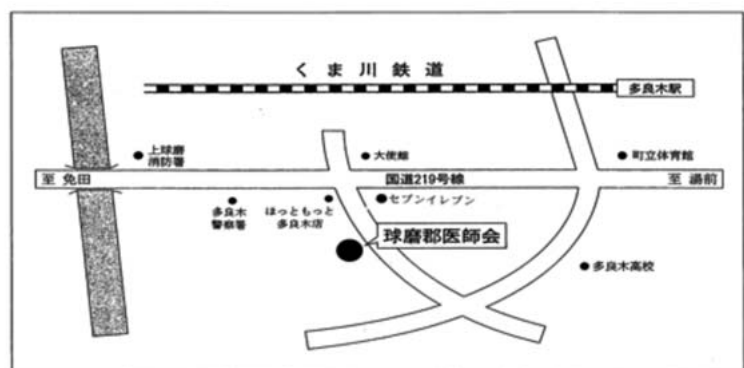 くま川鉄道
多良木駅
上球磨
消防署
大使館
町立体育館
至 免田
国道219号線
至 湯前
多良木
警察署
ほっともっと
多良木店
セブンイレブン
球磨郡医師会
多良木高校